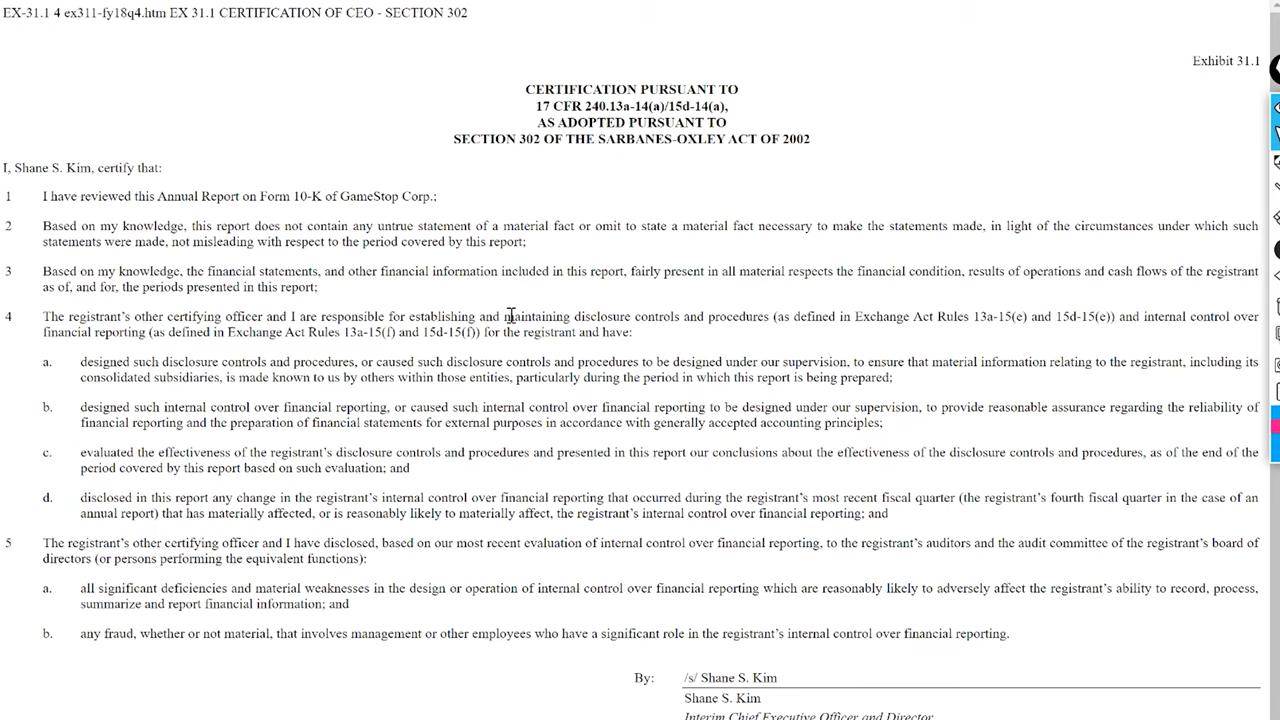 EX-31.1 4 ex311-fy18q4.htm EX 31.1 CERTIFICATION OF CEO - SECTION 302
Exhibit 31.1
CERTIFICATION PURSUANT TO
17 CFR 240.13a-14(a)/15d-14(a),
AS ADOPTED PURSUANT TO
SECTION 302 OF THE SARBANES-OXLEY ACT OF 2002
I, Shane S. Kim, certify that:
1 I have reviewed this Annual Report on Form 10-K of GameStop Corp.;
2 Based on my knowledge, this report does not contain any untrue statement of a material fact or omit to state a material fact necessary to make the statements made, in light of the circumstances under which such
statements were made, not misleading with respect to the period covered by this report;
3 Based on my knowledge, the financial statements, and other financial information included in this report, fairly present in all material respects the financial condition, results of operations and cash flows of the registrant
as of, and for, the periods presented in this report;
4 The registrant's other certifying officer and I are responsible for establishing and maintaining disclosure controls and procedures (as defined in Exchange Act Rules 13a-15(e) and 15d-15(e)) and internal control over
financial reporting (as defined in Exchange Act Rules 13a-15(f) and 15d-15(f)) for the registrant and have:
a. designed such disclosure controls and procedures, or caused such disclosure controls and procedures to be designed under our supervision, to ensure that material information relating to the registrant, including its
consolidated subsidiaries, is made known to us by others within those entities, particularly during the period in which this report is being prepared;
b. designed such internal control over financial reporting, or caused such internal control over financial reporting to be designed under our supervision, to provide reasonable assurance regarding the reliability of
financial reporting and the preparation of financial statements for external purposes in accordance with generally accepted accounting principles;
c. evaluated the effectiveness of the registrant's disclosure controls and procedures and presented in this report our conclusions about the effectiveness of the disclosure controls and procedures, as of the end of the
period covered by this report based on such evaluation; and
d. disclosed in this report any change in the registrant's internal control over financial reporting that occurred during the registrant's most recent fiscal quarter (the registrant's fourth fiscal quarter in the case of an
annual report) that has materially affected, or is reasonably likely to materially affect, the registrant's internal control over financial reporting; and
5 The registrant's other certifying officer and I have disclosed, based on our most recent evaluation of internal control over financial reporting, to the registrant's auditors and the audit committee of the registrant's board of
directors (or persons performing the equivalent functions):
a. all significant deficiencies and material weaknesses in the design or operation of internal control over financial reporting which are reasonably likely to adversely affect the registrant's ability to record, process,
summarize and report financial information; and
b. any fraud, whether or not material, that involves management or other employees who have a significant role in the registrant's internal control over financial reporting.
By: /s/ Shane S. Kim
Shane S. Kim
Interim Chief Executive Officer and Director